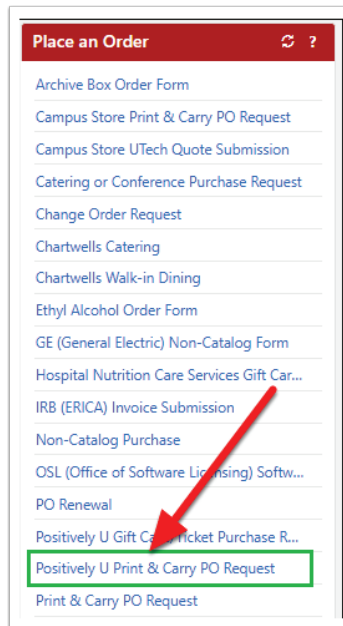 Place an Order ?
Archive Box Order Form
Campus Store Print & Carry PO Request
Campus Store UTech Quote Submission
Catering or Conference Purchase Request
Change Order Request
Chartwells Catering
Chartwells Walk-in Dining
Ethyl Alcohol Order Form
GE (General Electric) Non-Catalog Form
Hospital Nutrition Care Services Gift Car...
IRB (ERICA) Invoice Submission
Non-Catalog Purchase
OSL (Office of Software Licensing) Softw...
PO Renewal
Positively U Gift Card/Ticket Purchase R...
Positively U Print & Carry PO Request
Print & Carry PO Request